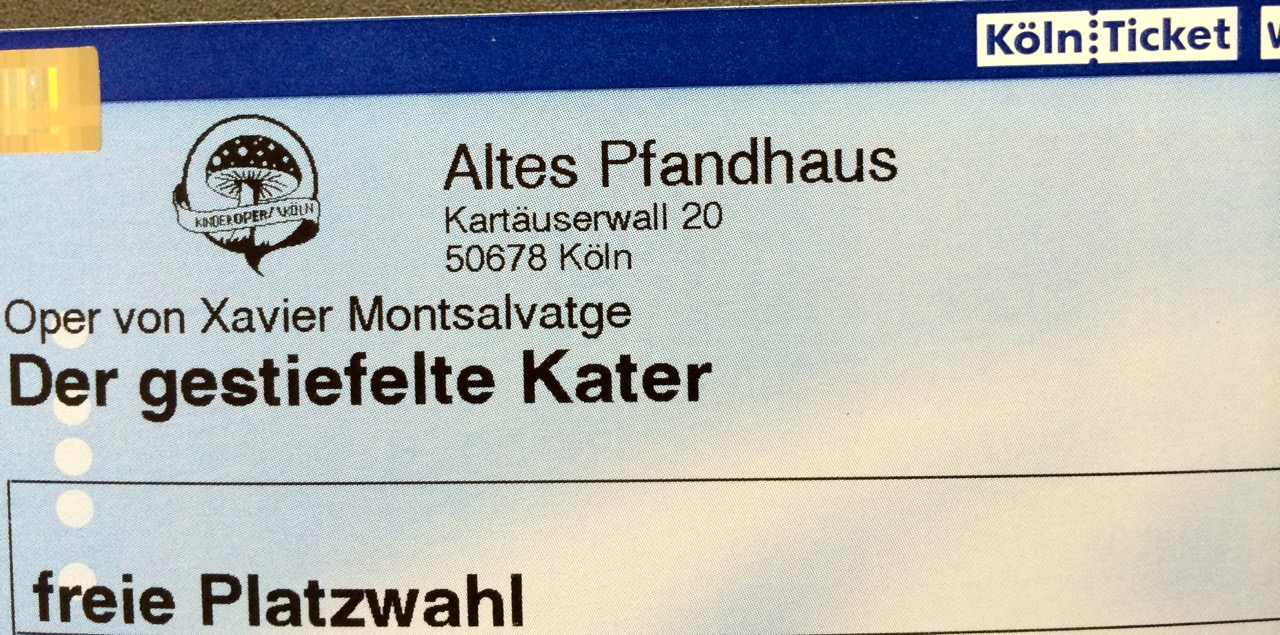 Köln Ticket
Altes Pfandhaus
Kartäuserwall 20
50678 Köln
KINDEROPER KÖLN
Oper von Xavier Montsalvatge
Der gestiefelte Kater
freie Platzwahl